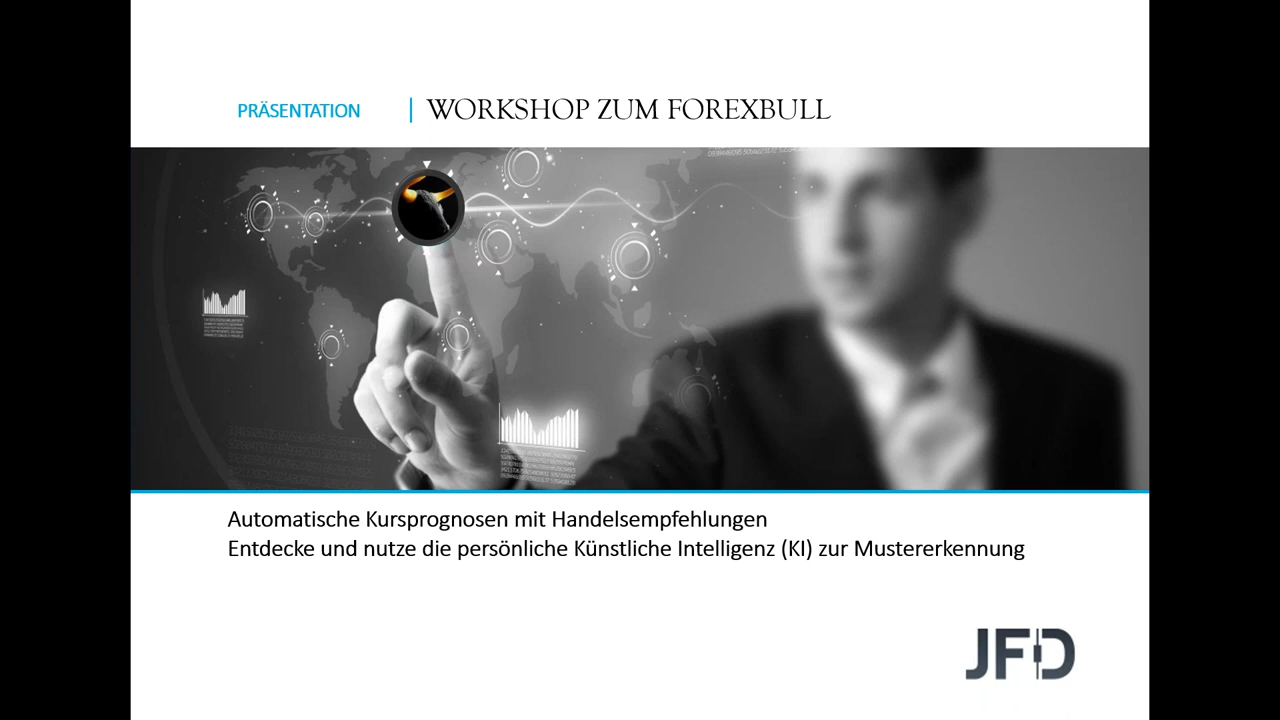 PRÄSENTATION | WORKSHOP ZUM FOREXBULL
Automatische Kursprognosen mit Handelsempfehlungen
Entdecke und nutze die persönliche Künstliche Intelligenz (KI) zur Mustererkennung
JFD